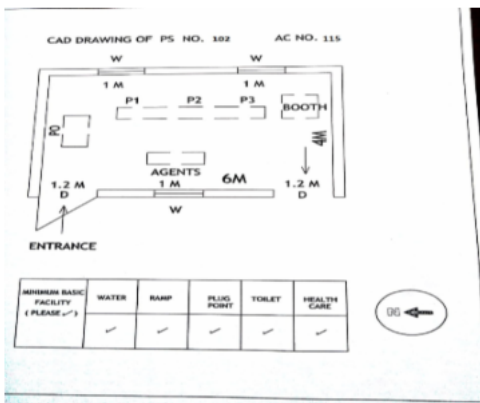 CAD DRAWING OF PS NO. 102 AC NO. 115
W W
1 M 1 M
P1 P2 P3
BOOTH
PO
4M
AGENTS
1.2 M 1 M 6M 1.2 M
D D
W
ENTRANCE
MINIMUM BASIC FACILITY ( PLEASE ✓ ) WATER RAMP PLUG POINT TOILET HEALTH CARE
✓ ✓ ✓ ✓ ✓
N